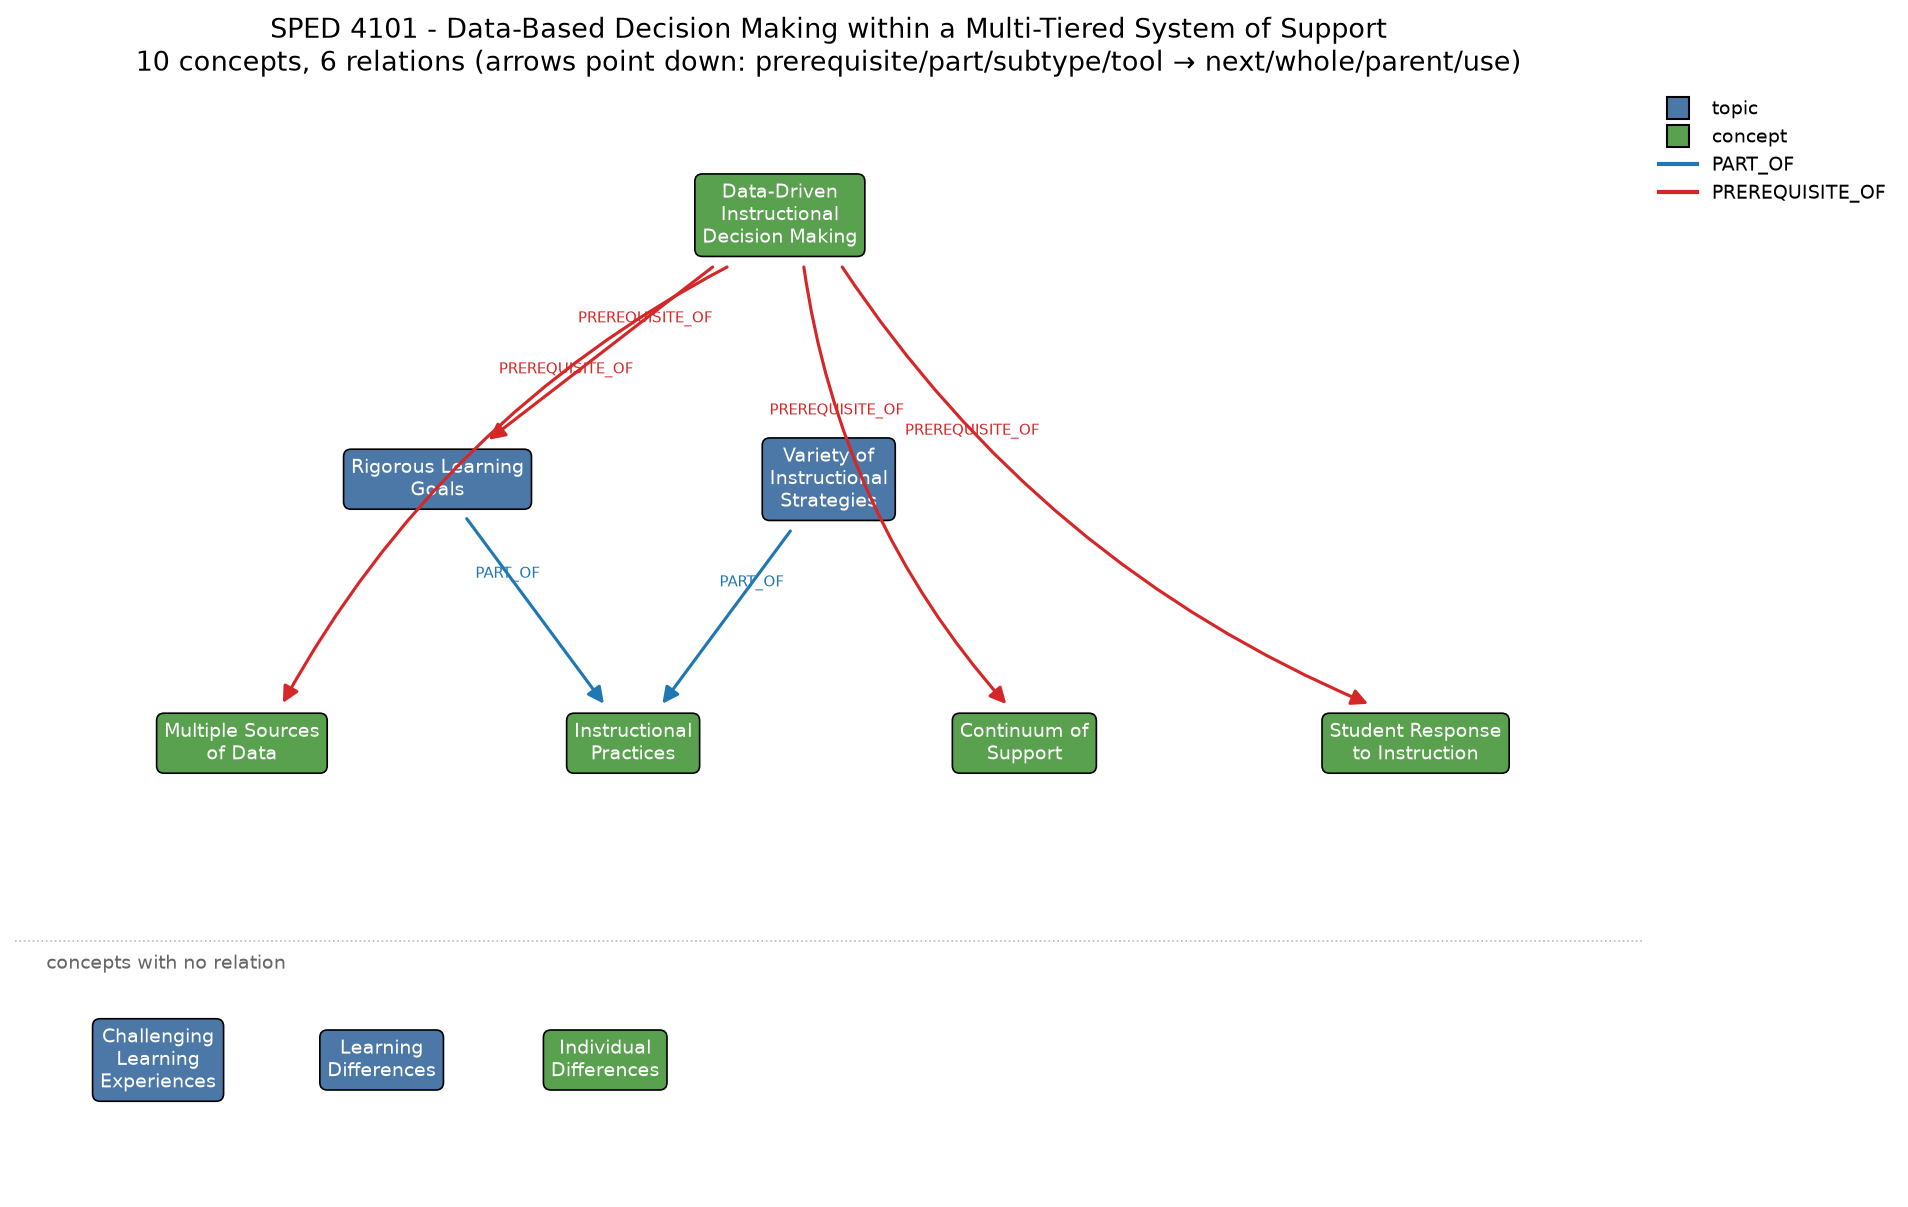 SPED 4101 - Data-Based Decision Making within a Multi-Tiered System of Support
10 concepts, 6 relations (arrows point down: prerequisite/part/subtype/tool → next/whole/parent/use)
topic
concept
PART_OF
PREREQUISITE_OF
Data-Driven
Instructional
Decision Making
PREREQUISITE_OF
PREREQUISITE_OF
PREREQUISITE_OF
PREREQUISITE_OF
Rigorous Learning
Goals
Variety of
Instructional
Strategies
PART_OF
PART_OF
Multiple Sources
of Data
Instructional
Practices
Continuum of
Support
Student Response
to Instruction
concepts with no relation
Challenging
Learning
Experiences
Learning
Differences
Individual
Differences